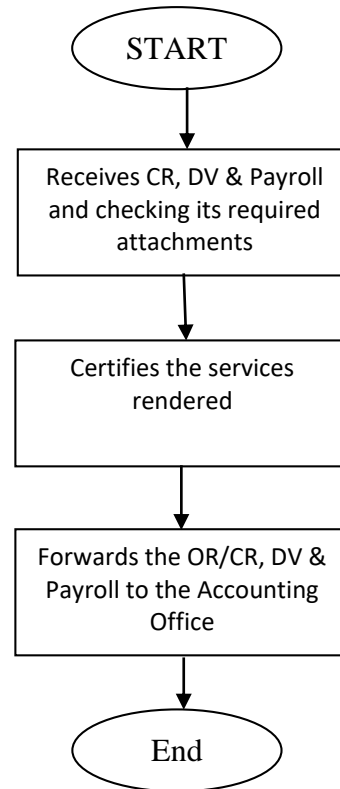 START
Receives CR, DV & Payroll
and checking its required
attachments
Certifies the services
rendered
Forwards the OR/CR, DV &
Payroll to the Accounting
Office
End